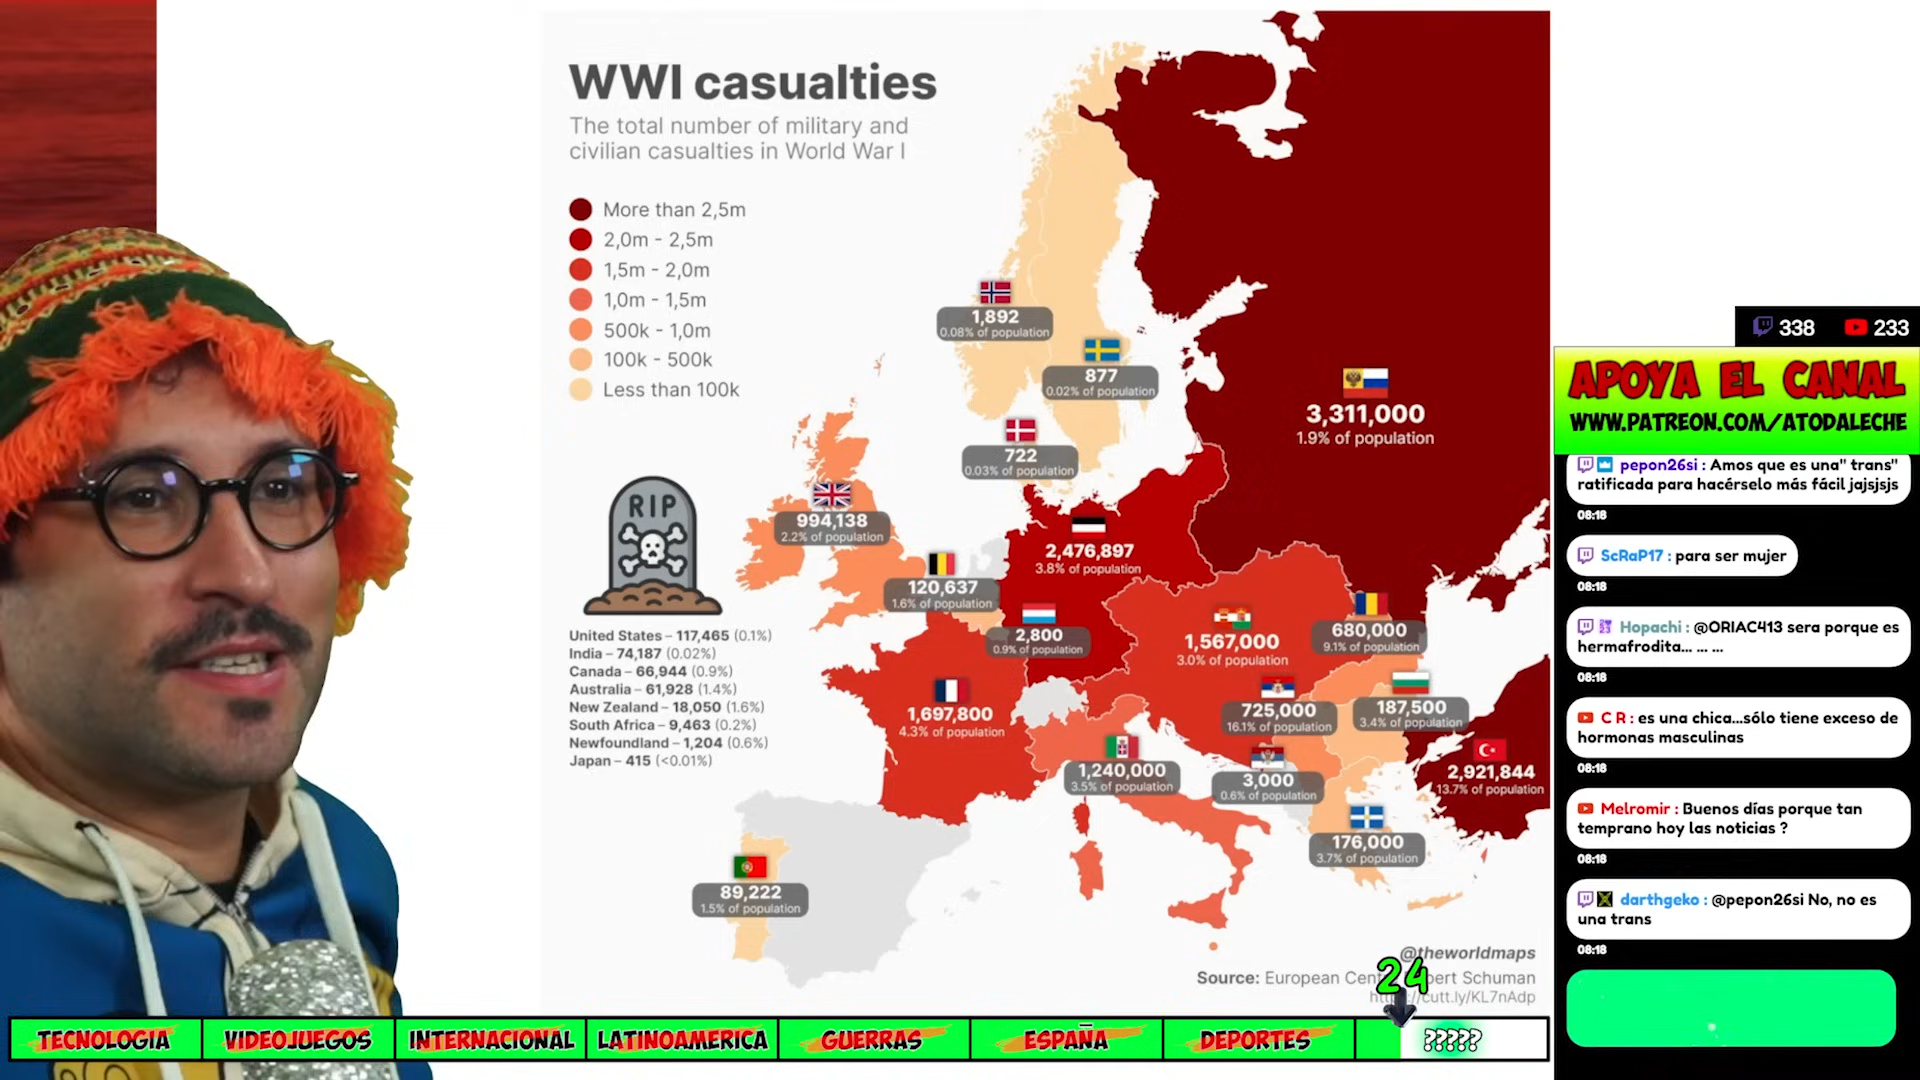 WWI casualties
The total number of military and
civilian casualties in World War I
More than 2,5m
2,0m - 2,5m
1,5m - 2,0m
1,0m - 1,5m
500k - 1,0m
100k - 500k
Less than 100k
1,892
0.08% of population
877
0.02% of population
722
0.03% of population
3,311,000
1.9% of population
RIP
994,138
2.2% of population
2,476,897
3.8% of population
120,637
1.6% of population
2,800
0.9% of population
1,567,000
3.0% of population
680,000
9.1% of population
1,697,800
4.3% of population
725,000
16.1% of population
187,500
3.4% of population
1,240,000
3.5% of population
3,000
0.6% of population
2,921,844
13.7% of population
176,000
3.7% of population
89,222
1.5% of population
United States – 117,465 (0.1%)
India – 74,187 (0.02%)
Canada – 66,944 (0.9%)
Australia – 61,928 (1.4%)
New Zealand – 18,050 (1.6%)
South Africa – 9,463 (0.2%)
Newfoundland – 1,204 (0.6%)
Japan – 415 (<0.01%)
@theworldmaps
Source: European Schuman
cutt.ly/KL7nAdp
24
TECNOLOGIA VIDEOJUEGOS INTERNACIONAL LATINOAMERICA GUERRAS ESPAÑA DEPORTES ?????
338 233
APOYA EL CANAL
WWW.PATREON.COM/ATODALECHE
pepon26si : Amos que es una" trans"
ratificada para hacérselo más fácil jajsjsjs
08:18
ScRaP17 : para ser mujer
08:18
Hopachi : @ORIAC413 sera porque es
hermafrodita... ... ...
08:18
C R : es una chica...sólo tiene exceso de
hormonas masculinas
08:18
Melromir : Buenos días porque tan
temprano hoy las noticias ?
08:18
darthgeko : @pepon26si No, no es
una trans
08:18